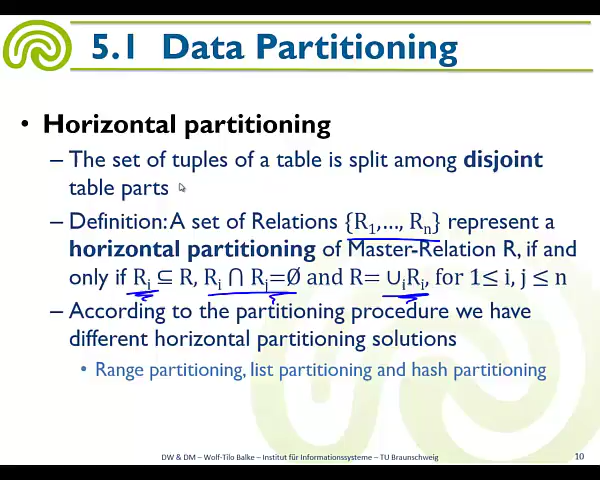 5.1 Data Partitioning
• Horizontal partitioning
– The set of tuples of a table is split among disjoint
table parts
– Definition: A set of Relations {R₁,…, Rₙ} represent a
horizontal partitioning of Master-Relation R, if and
only if Rᵢ ⊆ R, Rᵢ ⋂ Rⱼ=Ø and R= ∪ᵢRᵢ, for 1≤ i, j ≤ n
– According to the partitioning procedure we have
different horizontal partitioning solutions
• Range partitioning, list partitioning and hash partitioning
DW & DM – Wolf-Tilo Balke – Institut für Informationssysteme – TU Braunschweig
10